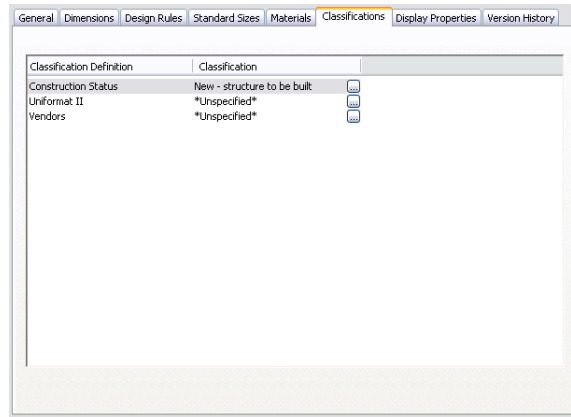 General Dimensions Design Rules Standard Sizes Materials Classifications Display Properties Version History
Classification Definition Classification
Construction Status New - structure to be built ...
Uniformat II *Unspecified* ...
Vendors *Unspecified* ...